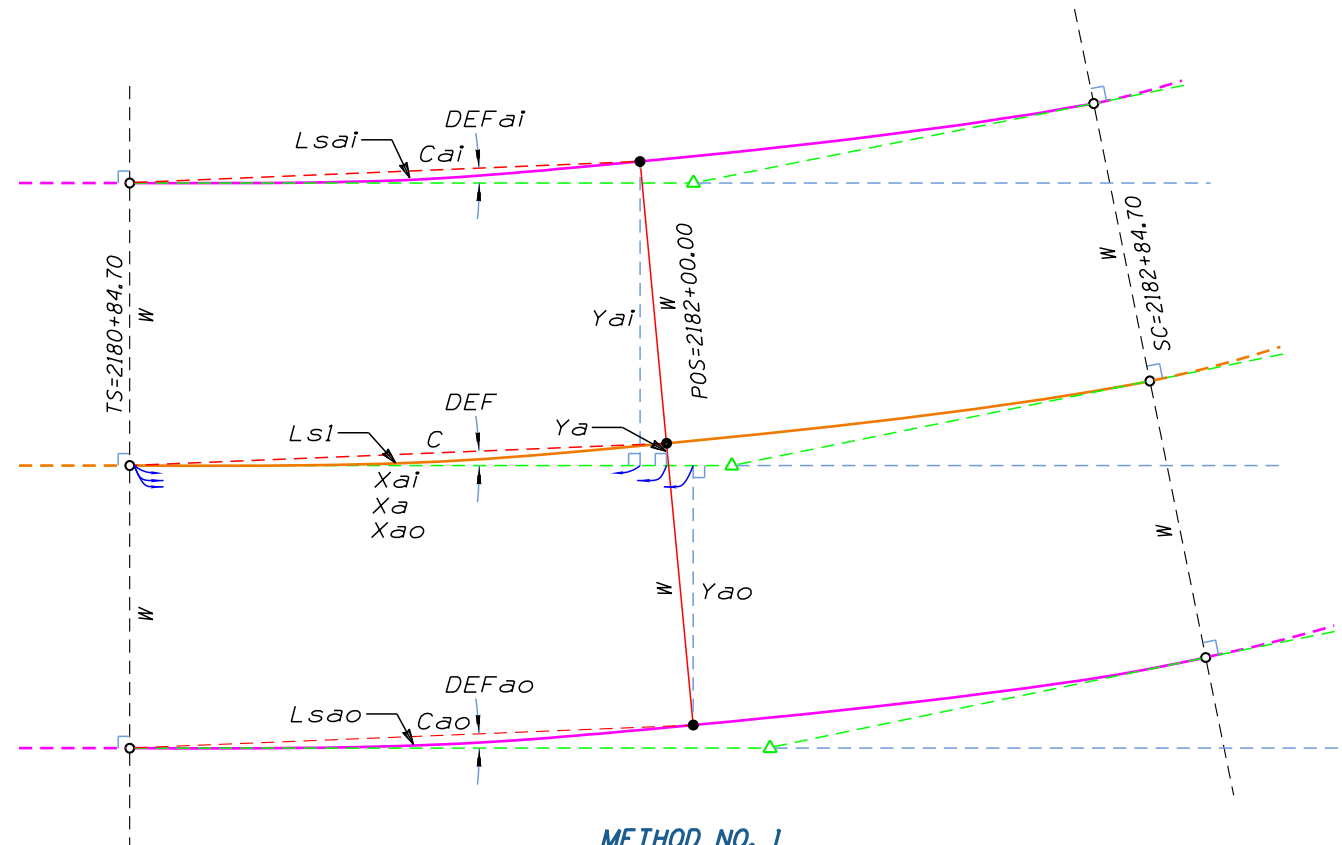 DEFai
Lsai
Cai
TS=2180+84.70
W
Yai
W
POS=2182+00.00
W
SC=2182+84.70
DEF
Ls1
C
Ya
Xai
Xa
Xao
W
W
W
Yao
DEFao
Lsao
Cao
METHOD NO. 1